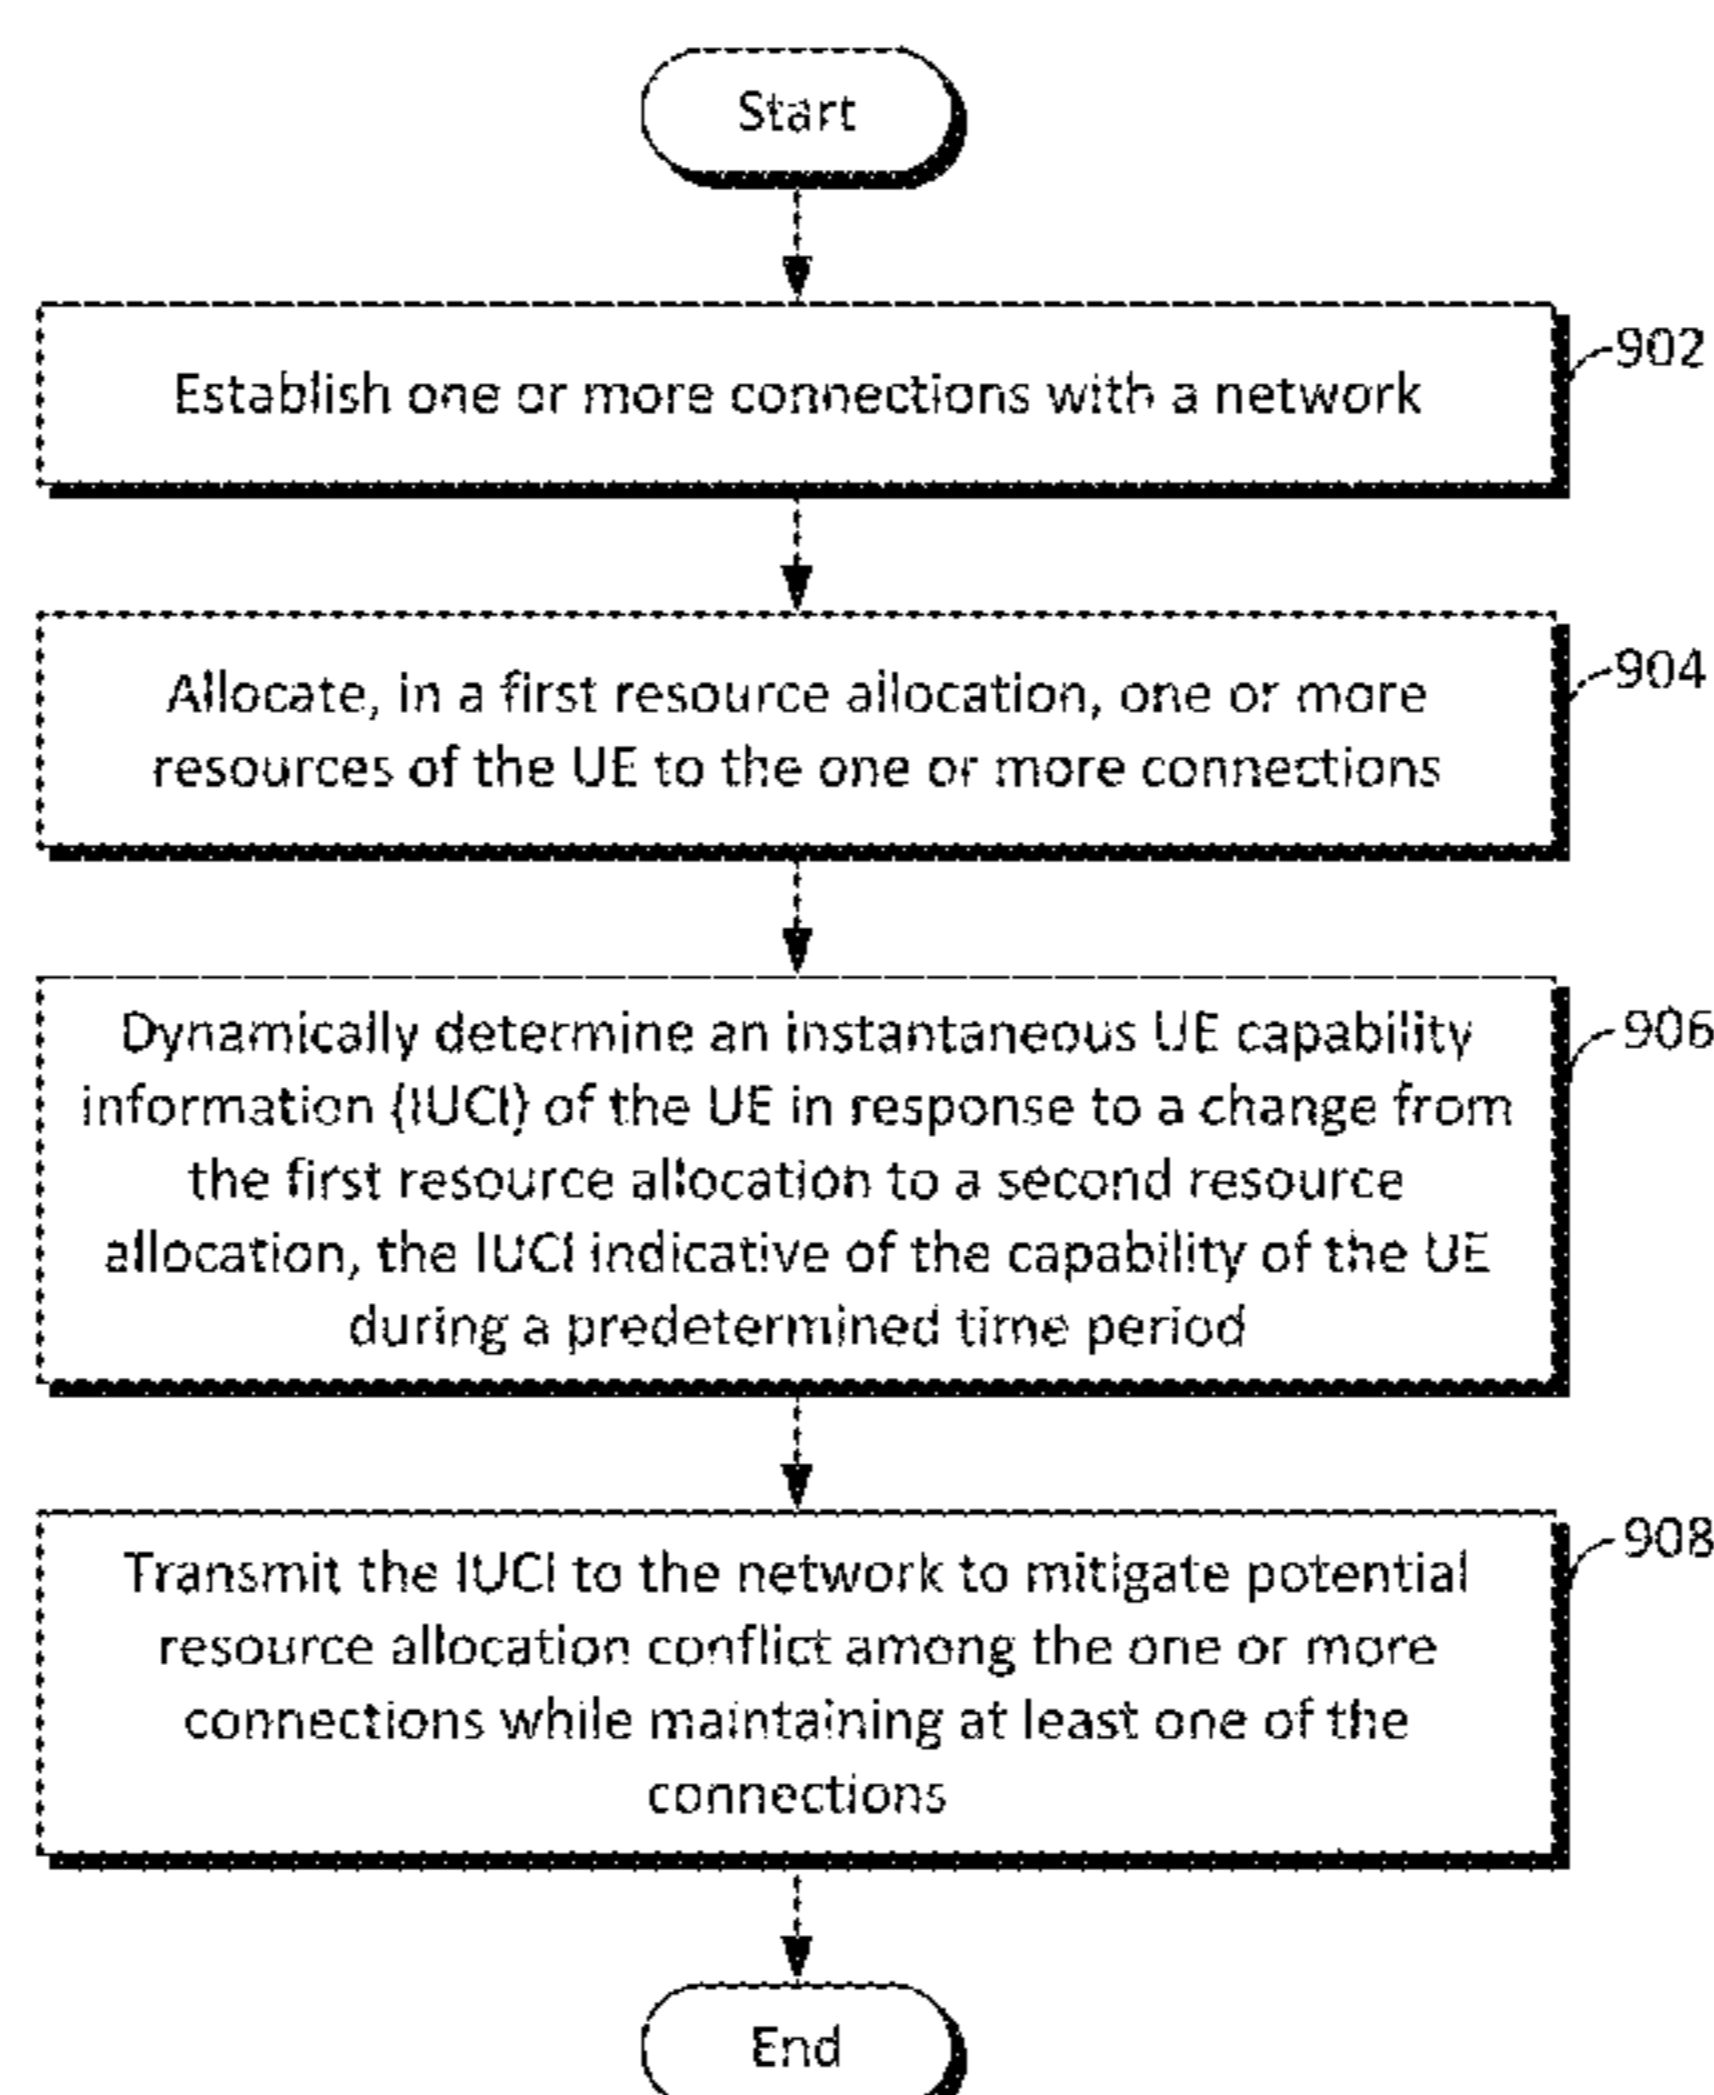 Start
Establish one or more connections with a network
902
Allocate, in a first resource allocation, one or more
resources of the UE to the one or more connections
904
Dynamically determine an instantaneous UE capability
information (IUCI) of the UE in response to a change from
the first resource allocation to a second resource
allocation, the IUCI indicative of the capability of the UE
during a predetermined time period
906
Transmit the IUCI to the network to mitigate potential
resource allocation conflict among the one or more
connections while maintaining at least one of the
connections
908
End